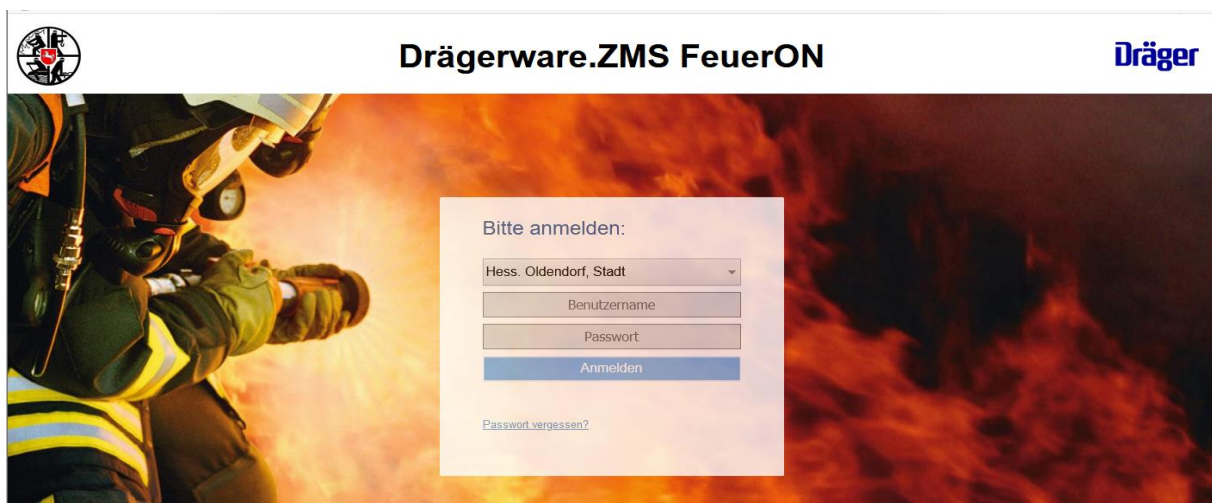 Drägerware.ZMS FeuerON
Dräger
Bitte anmelden:
Hess. Oldendorf, Stadt
Benutzername
Passwort
Anmelden
Passwort vergessen?